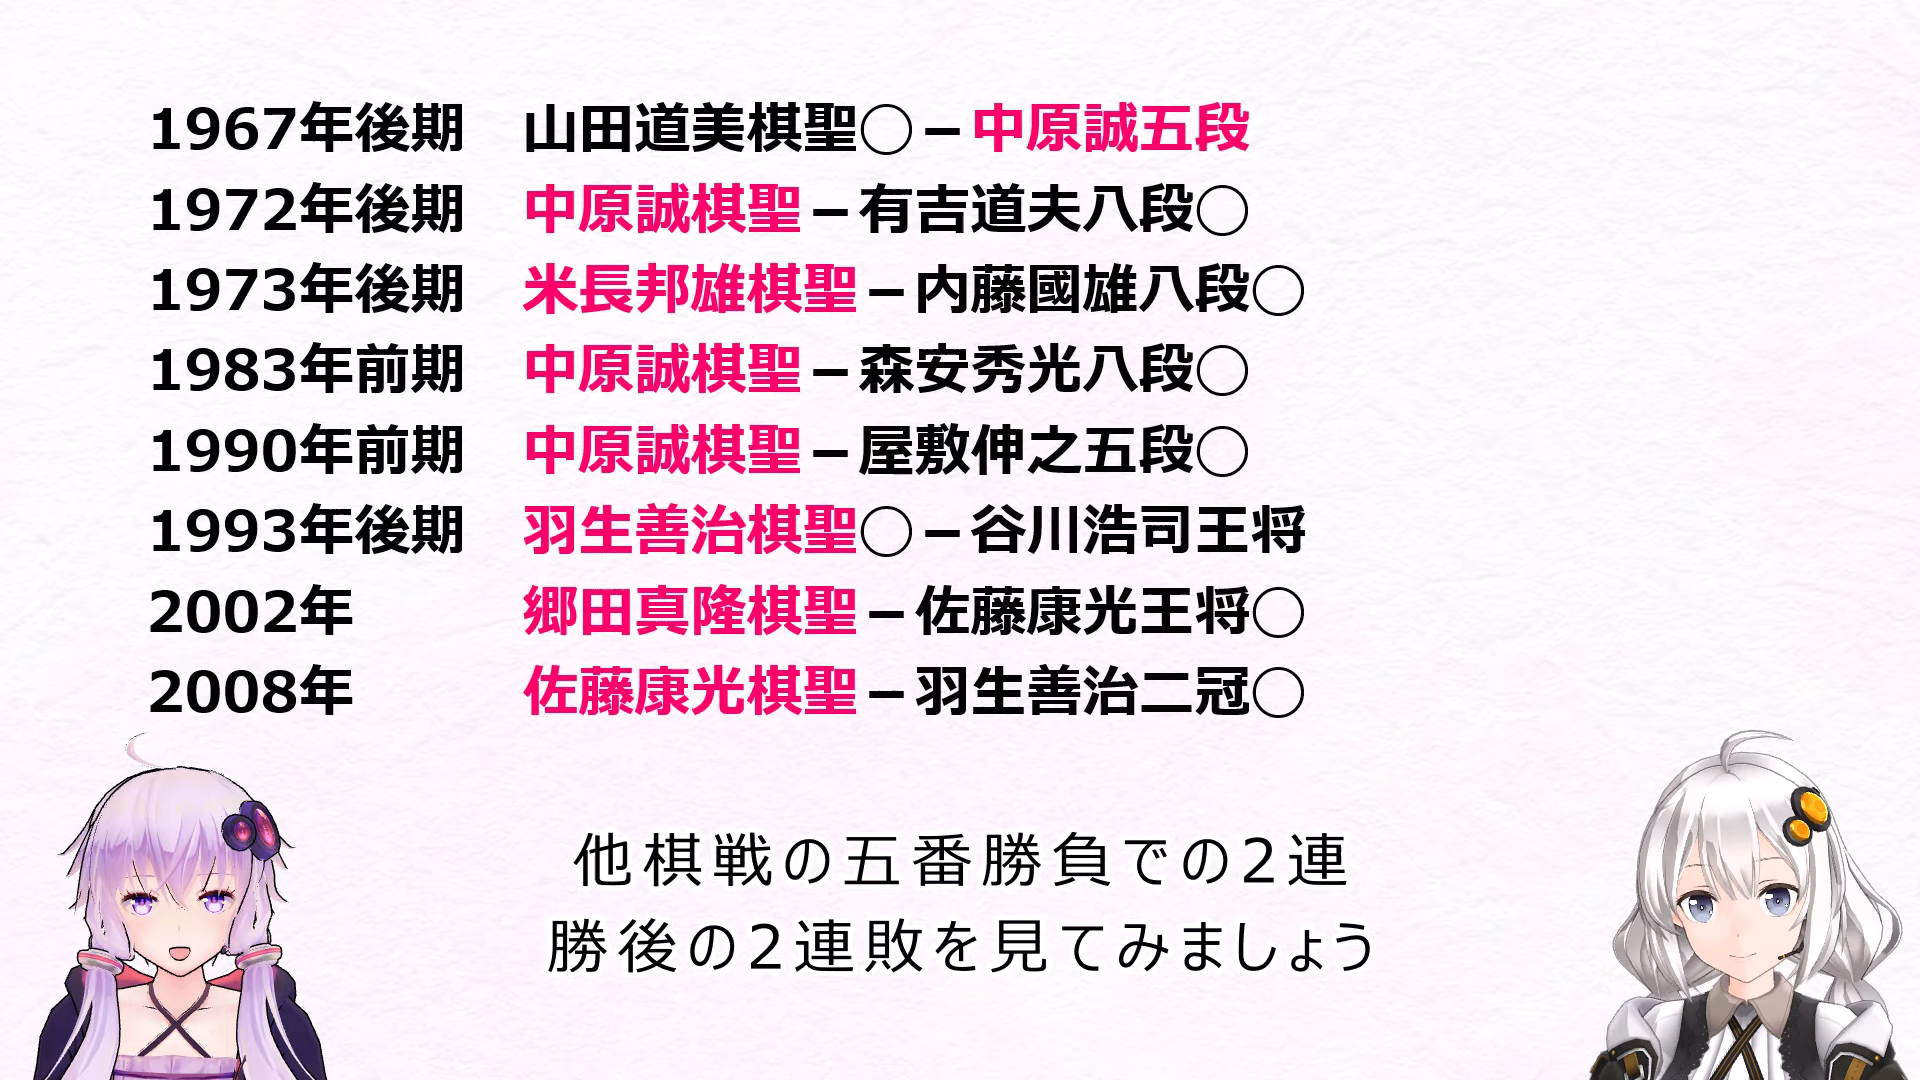 1967年後期　山田道美棋聖○−中原誠五段
1972年後期　中原誠棋聖−有吉道夫八段○
1973年後期　米長邦雄棋聖−内藤國雄八段○
1983年前期　中原誠棋聖−森安秀光八段○
1990年前期　中原誠棋聖−屋敷伸之五段○
1993年後期　羽生善治棋聖○−谷川浩司王将
2002年　郷田真隆棋聖−佐藤康光王将○
2008年　佐藤康光棋聖−羽生善治二冠○
他棋戦の五番勝負での2連
勝後の2連敗を見てみましょう